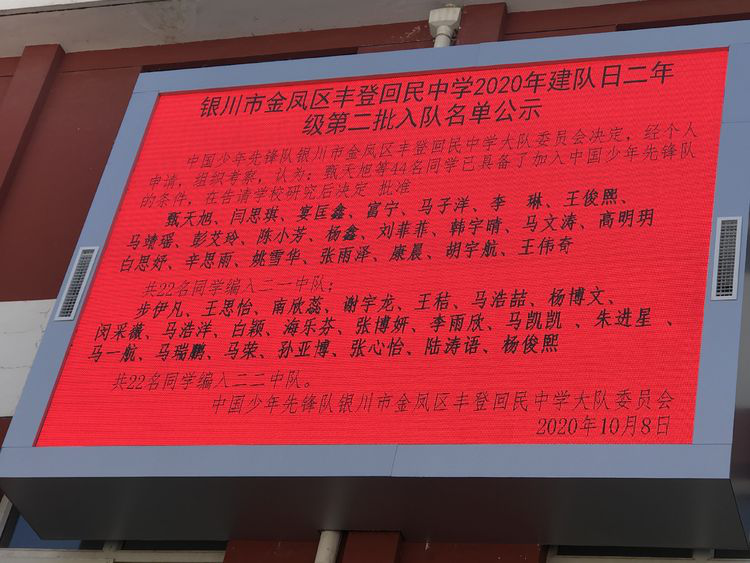 银川市金凤区丰登回民中学2020年建队日二年
级第二批入队名单公示
中国少年先锋队银川市金凤区丰登回民中学大队委员会决定，经个人
申请，组织考察，认为：甄天旭等44名同学已具备了加入中国少年先锋队
的条件，在告请学校研究后决定 批准
甄天旭、闫思琪、宴匡鑫、富宁、马子洋、李　琳、王俊熙、
马靖瑶、彭艾玲、陈小芳、杨鑫、刘菲菲、韩宇晴、马文涛、高明玥
白思妤、辛思雨、姚雪华、张雨泽、康晨、胡宇航、王伟奇
共22名同学编入二一中队；
步伊凡、王思怡、南欣蕊、谢宇龙、王秸、马浩喆、杨博文、
闵采薇、马浩洋、白颖、海乐芬、张博妍、李雨欣、马凯凯 、朱进星 、
马一航、马瑞鹏、马荣、孙亚博、张心怡、陆涛语、杨俊熙
共22名同学编入二二中队。
中国少年先锋队银川市金凤区丰登回民中学大队委员会
2020年10月8日